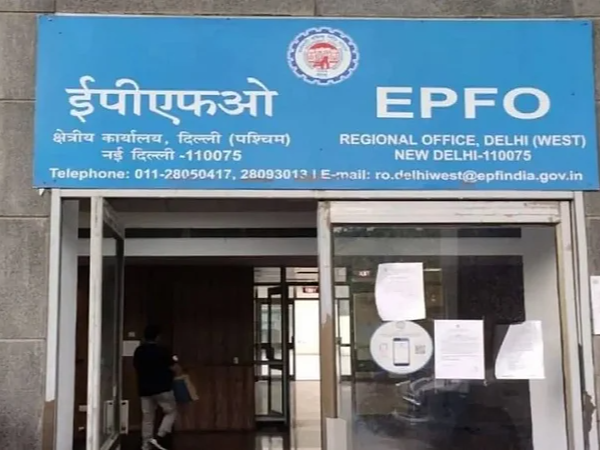 ईपीएफओ
क्षेत्रीय कार्यालय, दिल्ली (पश्चिम)
नई दिल्ली -110075
EPFO
REGIONAL OFFICE, DELHI (WEST)
NEW DELHI-110075
Telephone: 011-28050417, 28093013 | E-mail: ro.delhiwest@epfindia.gov.in